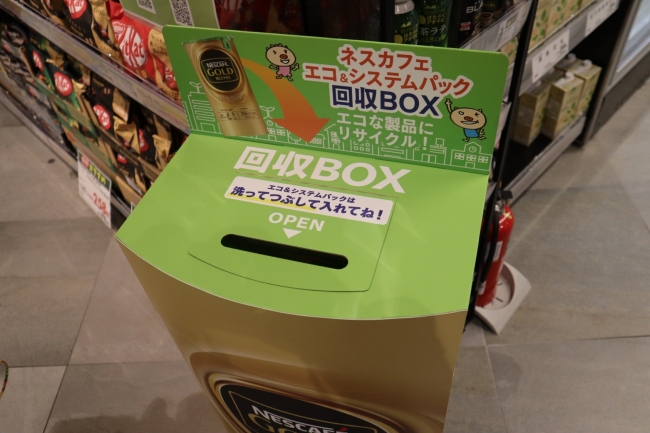 ネスカフェ
エコ&システムパック
回収BOX
エコな製品に
リサイクル!
NESCAFÉ
GOLD
BLEND
回収BOX
エコ&システムパックは
洗ってつぶして入れてね!
OPEN
NESCAFÉ
KitKat
KitKat